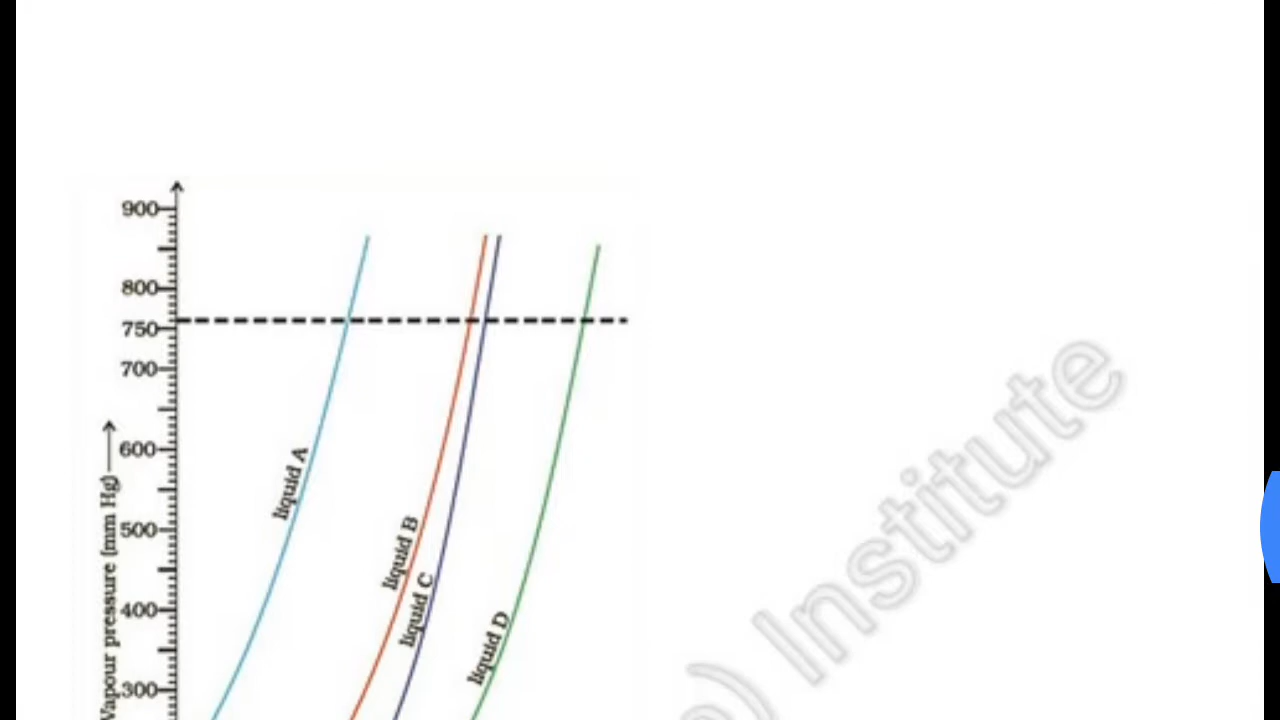 900
800
750
700
600
500
400
300
Vapour pressure (mm Hg)
liquid A
liquid B
liquid C
liquid D
Institute